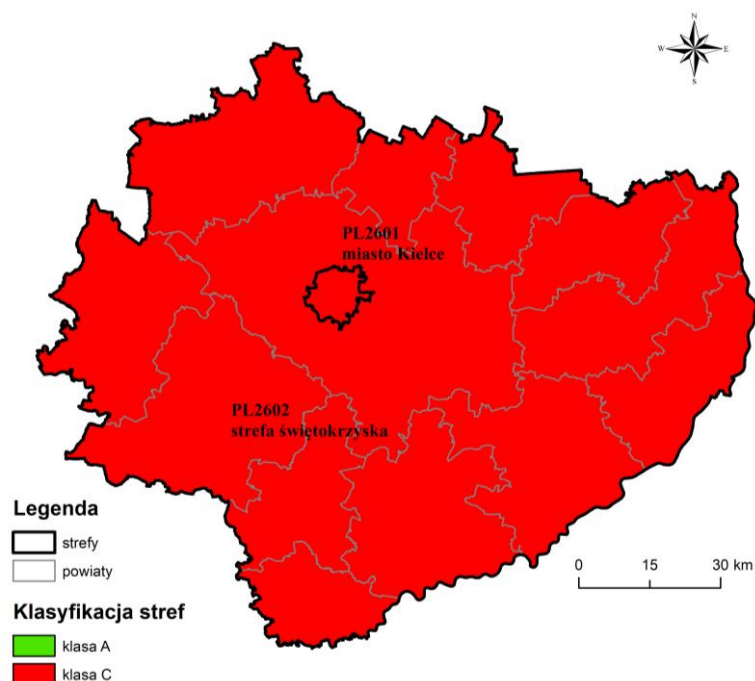 N
W E
S
PL2601
miasto Kielce
PL2602
strefa świętokrzyska
Legenda
strefy
powiaty
0 15 30 km
Klasyfikacja stref
klasa A
klasa C